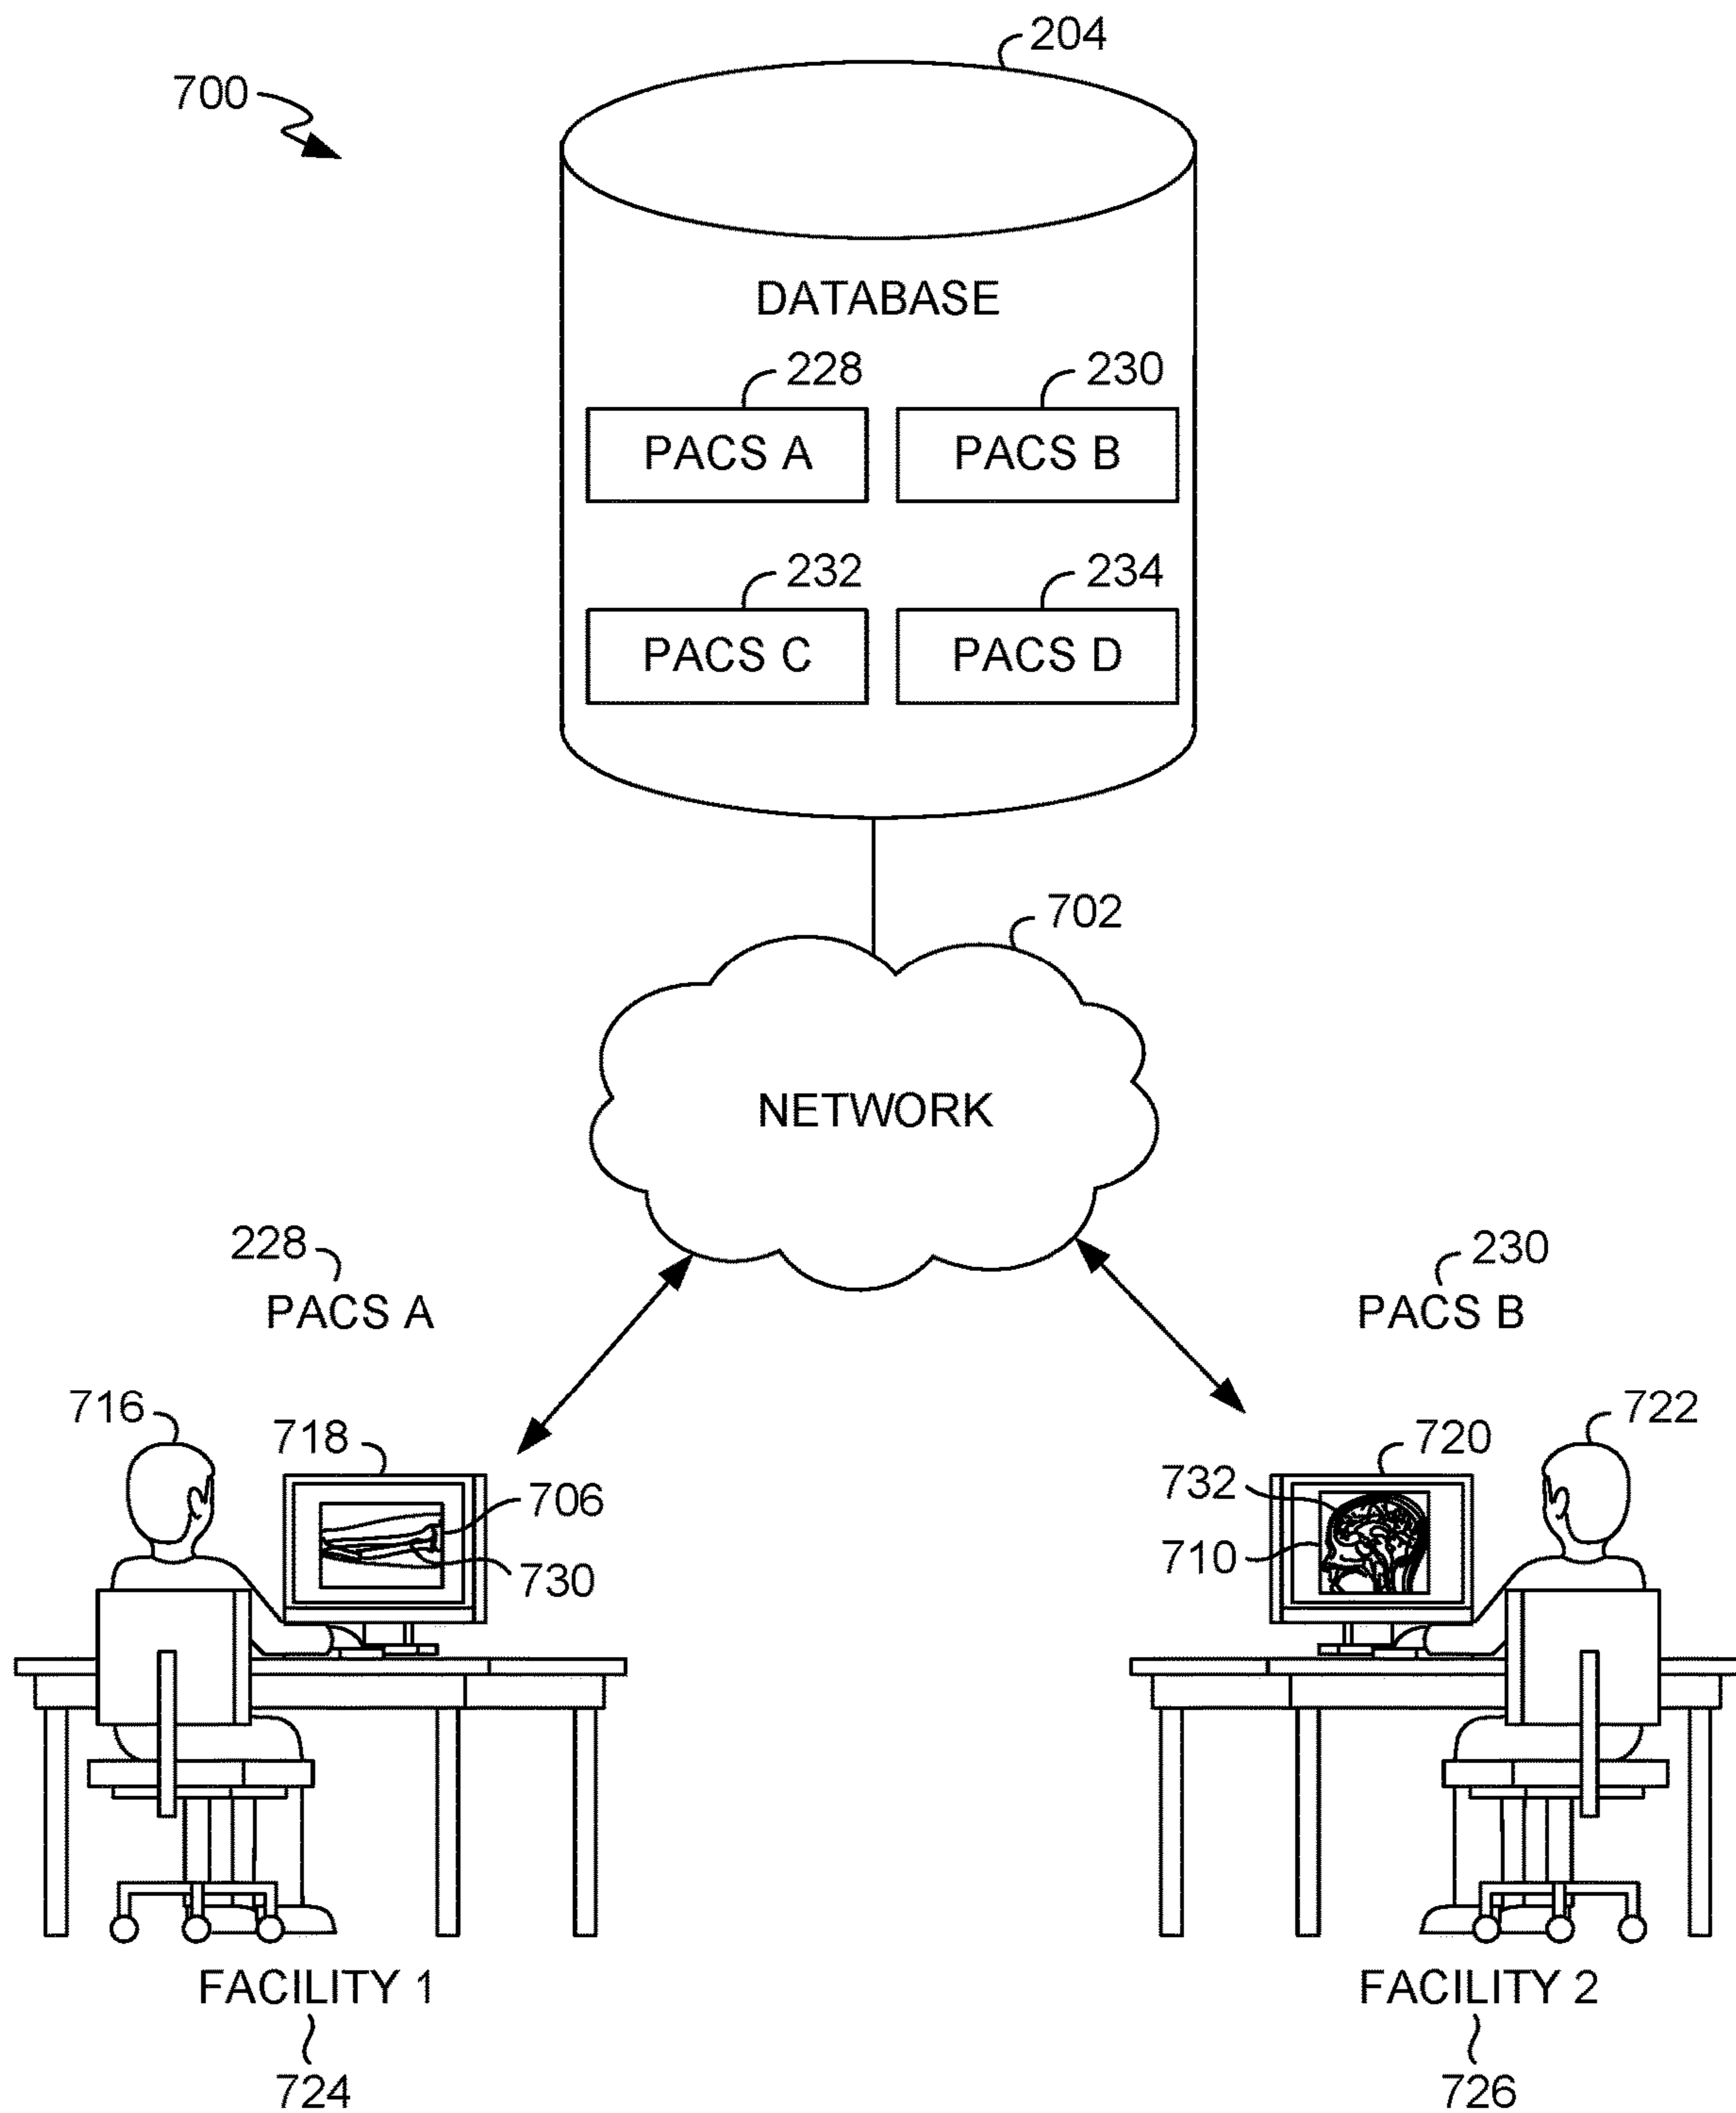 204
700
DATABASE
228 230
PACS A PACS B
232 234
PACS C PACS D
702
NETWORK
228 230
PACS A PACS B
716 718 720 722
706 732
730 710
FACILITY 1 FACILITY 2
724 726